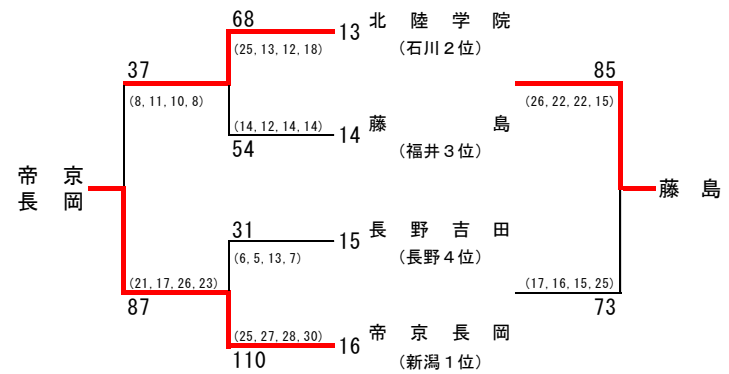 68
13 北陸学院
(25, 13, 12, 18)
(石川2位)
37
85
(8, 11, 10, 8)
(26, 22, 22, 15)
(14, 12, 14, 14)
14 藤島
54
(福井3位)
帝京
長岡
藤島
31
15 長野吉田
(6, 5, 13, 7)
(長野4位)
(21, 17, 26, 23)
(17, 16, 15, 25)
87
73
(25, 27, 28, 30)
16 帝京長岡
110
(新潟1位)